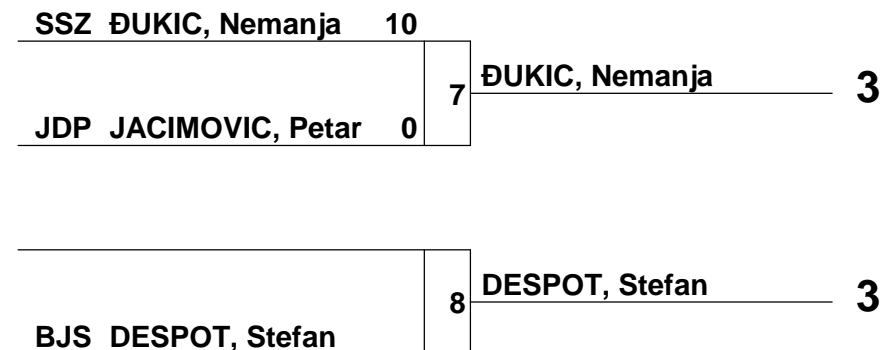 SSZ ĐUKIC, Nemanja 10
7 ĐUKIC, Nemanja 3
JDP JACIMOVIC, Petar 0
8 DESPOT, Stefan 3
BJS DESPOT, Stefan